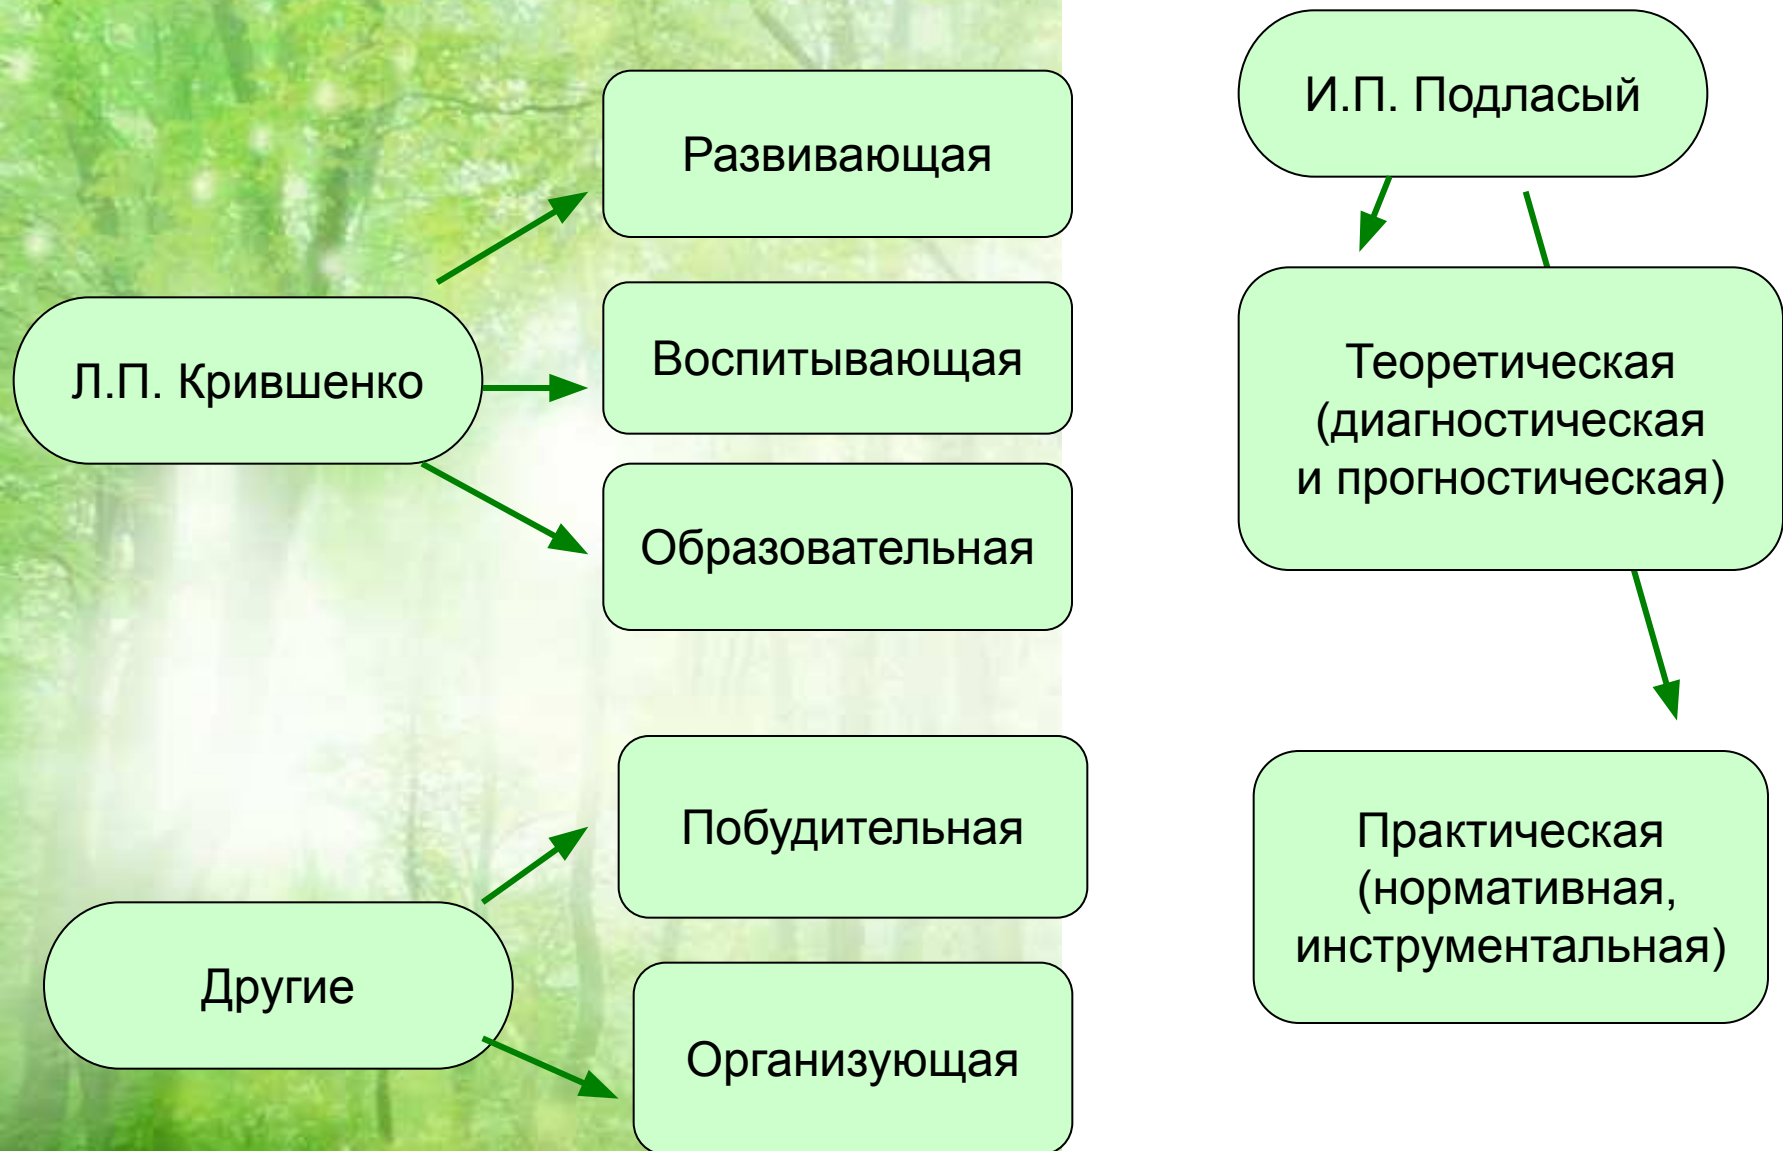 Л.П. Крившенко
Развивающая
Воспитывающая
Образовательная
Другие
Побудительная
Организующая
И.П. Подласый
Теоретическая
(диагностическая
и прогностическая)
Практическая
(нормативная,
инструментальная)